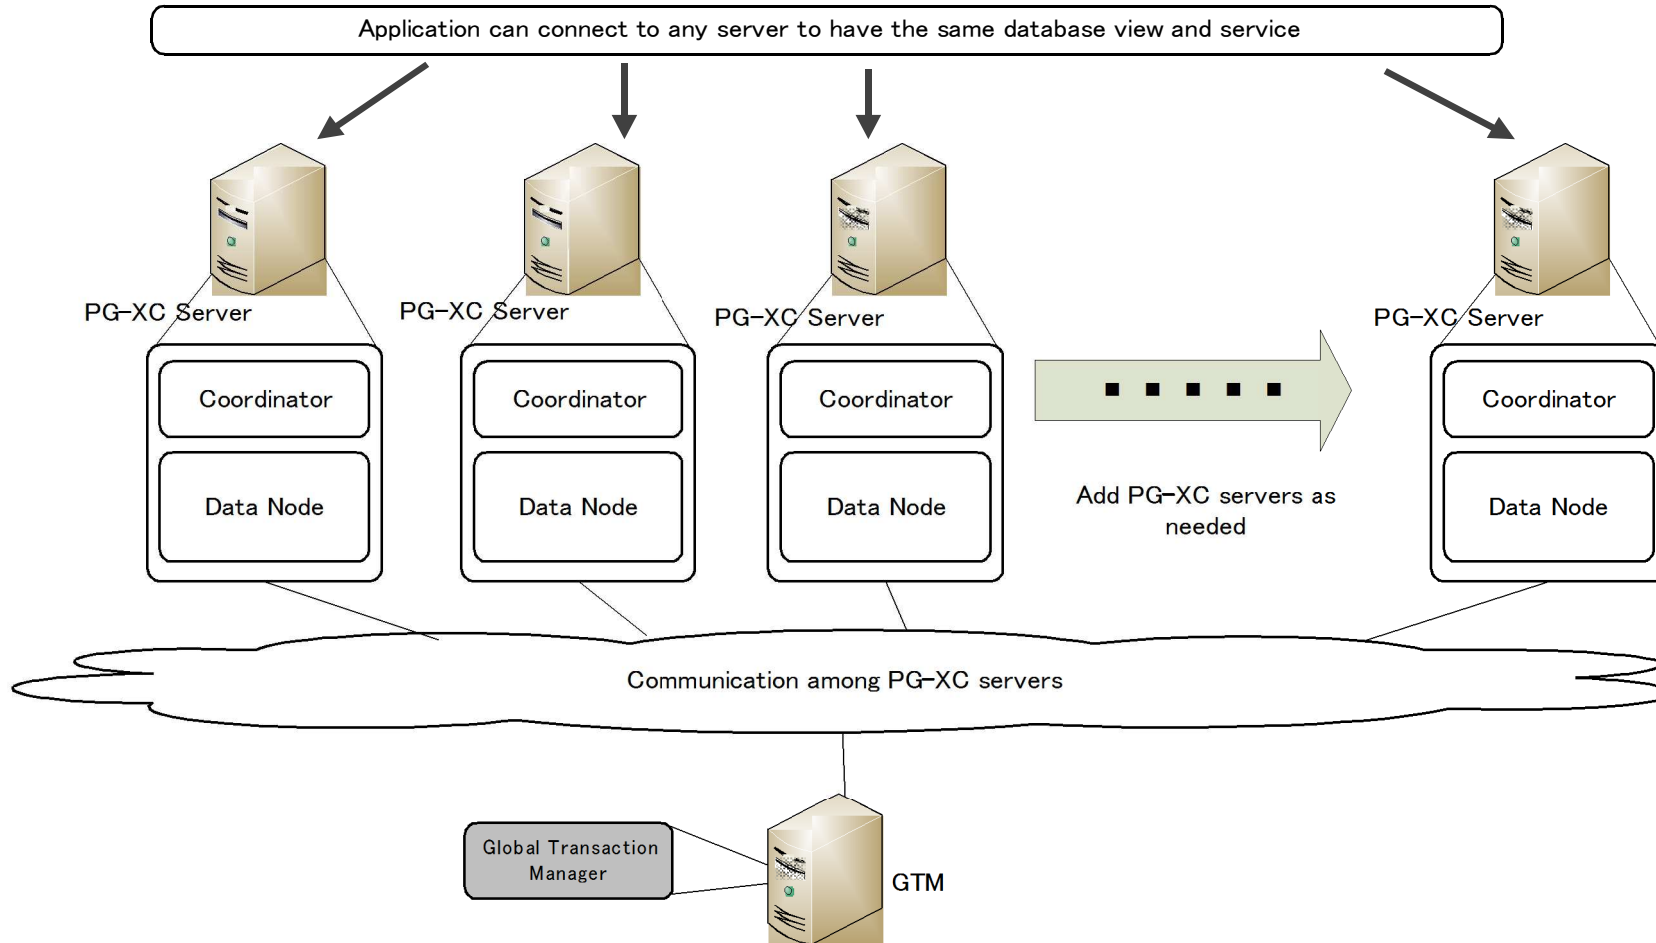 Application can connect to any server to have the same database view and service
PG-XC Server
PG-XC Server
PG-XC Server
PG-XC Server
Coordinator
Coordinator
Coordinator
Coordinator
Data Node
Data Node
Data Node
Data Node
Add PG-XC servers as
needed
Communication among PG-XC servers
Global Transaction
Manager
GTM